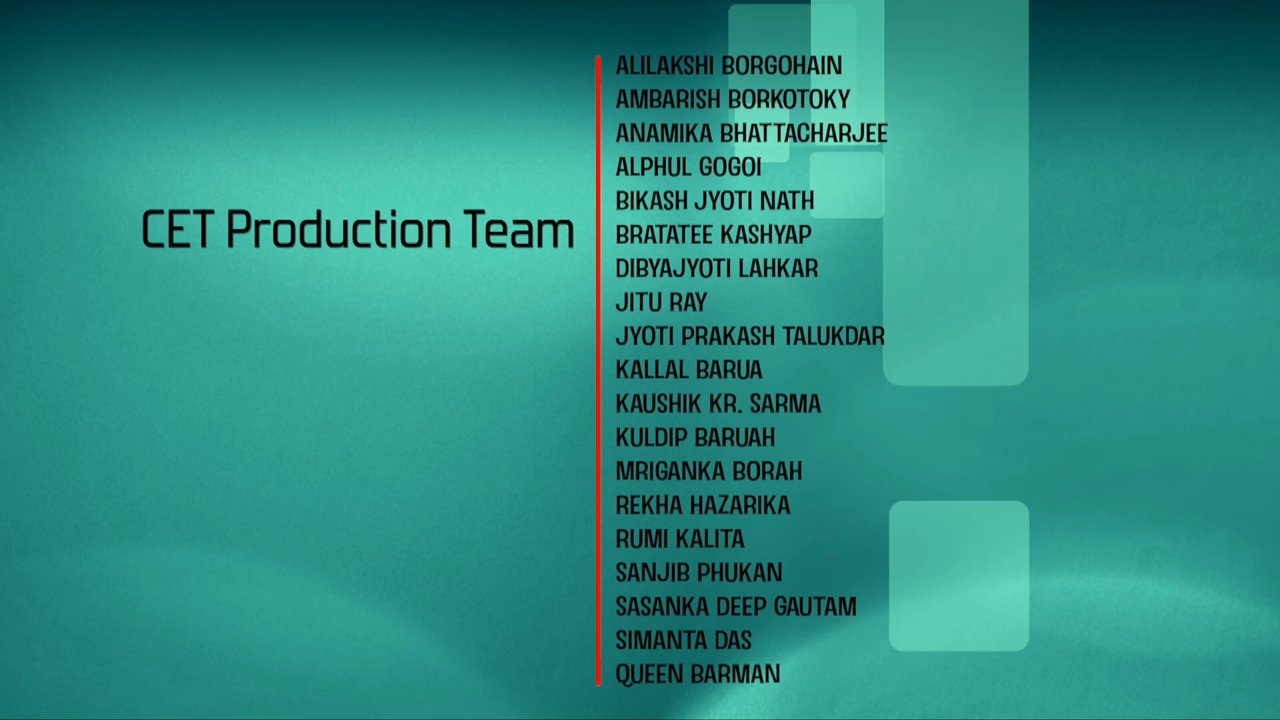 CET Production Team
ALILAKSHI BORGOHAIN
AMBARISH BORKOTOKY
ANAMIKA BHATTACHARJEE
ALPHUL GOGOI
BIKASH JYOTI NATH
BRATATEE KASHYAP
DIBYAJYOTI LAHKAR
JITU RAY
JYOTI PRAKASH TALUKDAR
KALLAL BARUA
KAUSHIK KR. SARMA
KULDIP BARUAH
MRIGANKA BORAH
REKHA HAZARIKA
RUMI KALITA
SANJIB PHUKAN
SASANKA DEEP GAUTAM
SIMANTA DAS
QUEEN BARMAN